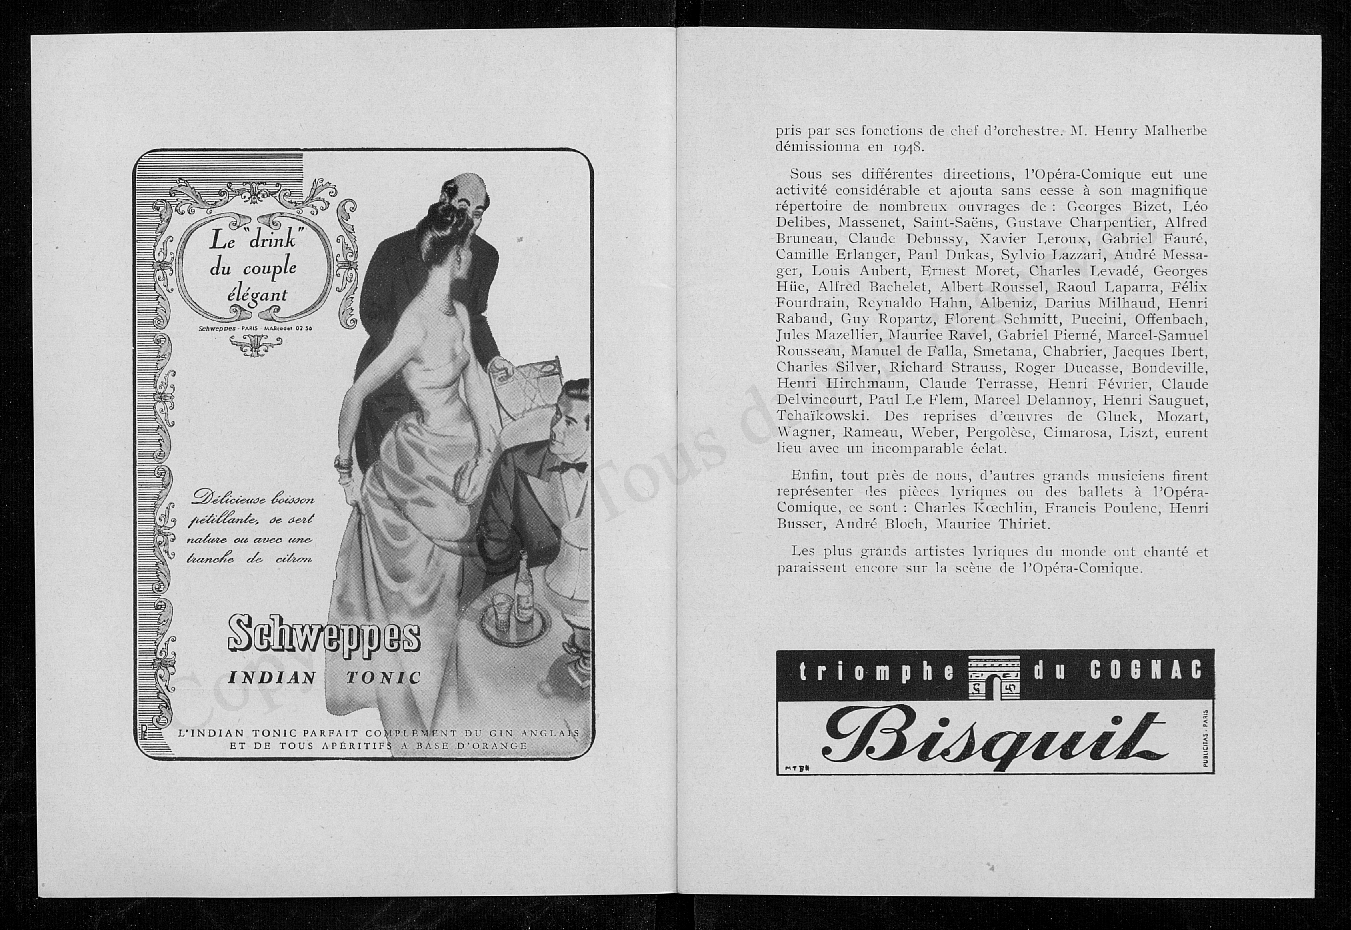 Le "drink"
du couple
élégant
Schweppes - PARIS - MARcadet 02 56
Délicieuse boisson
pétillante, se sert
nature ou avec une
tranche de citron
Schweppes
INDIAN TONIC
L'INDIAN TONIC PARFAIT COMPLEMENT DU GIN ANGLAIS
ET DE TOUS APÉRITIFS A BASE D'ORANGE
pris par ses fonctions de chef d'orchestre. M. Henry Malherbe
démissionna en 1948.
Sous ses différentes directions, l'Opéra-Comique eut une
activité considérable et ajouta sans cesse à son magnifique
répertoire de nombreux ouvrages de : Georges Bizet, Léo
Delibes, Massenet, Saint-Saëns, Gustave Charpentier, Alfred
Bruneau, Claude Debussy, Xavier Leroux, Gabriel Fauré,
Camille Erlanger, Paul Dukas, Sylvio Lazzari, André Messa-
ger, Louis Aubert, Ernest Moret, Charles Levadé, Georges
Hüe, Alfred Bachelet, Albert Roussel, Raoul Laparra, Félix
Fourdrain, Reynaldo Hahn, Albeniz, Darius Milhaud, Henri
Rabaud, Guy Ropartz, Florent Schmitt, Puccini, Offenbach,
Jules Mazellier, Maurice Ravel, Gabriel Pierné, Marcel-Samuel
Rousseau, Manuel de Falla, Smetana, Chabrier, Jacques Ibert,
Charles Silver, Richard Strauss, Roger Ducasse, Bondeville,
Henri Hirchmann, Claude Terrasse, Henri Février, Claude
Delvincourt, Paul Le Flem, Marcel Delannoy, Henri Sauguet,
Tchaïkowski. Des reprises d'œuvres de Gluck, Mozart,
Wagner, Rameau, Weber, Pergolèse, Cimarosa, Liszt, eurent
lieu avec un incomparable éclat.
Enfin, tout près de nous, d'autres grands musiciens firent
représenter des pièces lyriques ou des ballets à l'Opéra-
Comique, ce sont : Charles Kœchlin, Francis Poulenc, Henri
Busser, André Bloch, Maurice Thiriet.
Les plus grands artistes lyriques du monde ont chanté et
paraissent encore sur la scène de l'Opéra-Comique.
triomphe du COGNAC
Bisquit
PUBLICITAS - PARIS